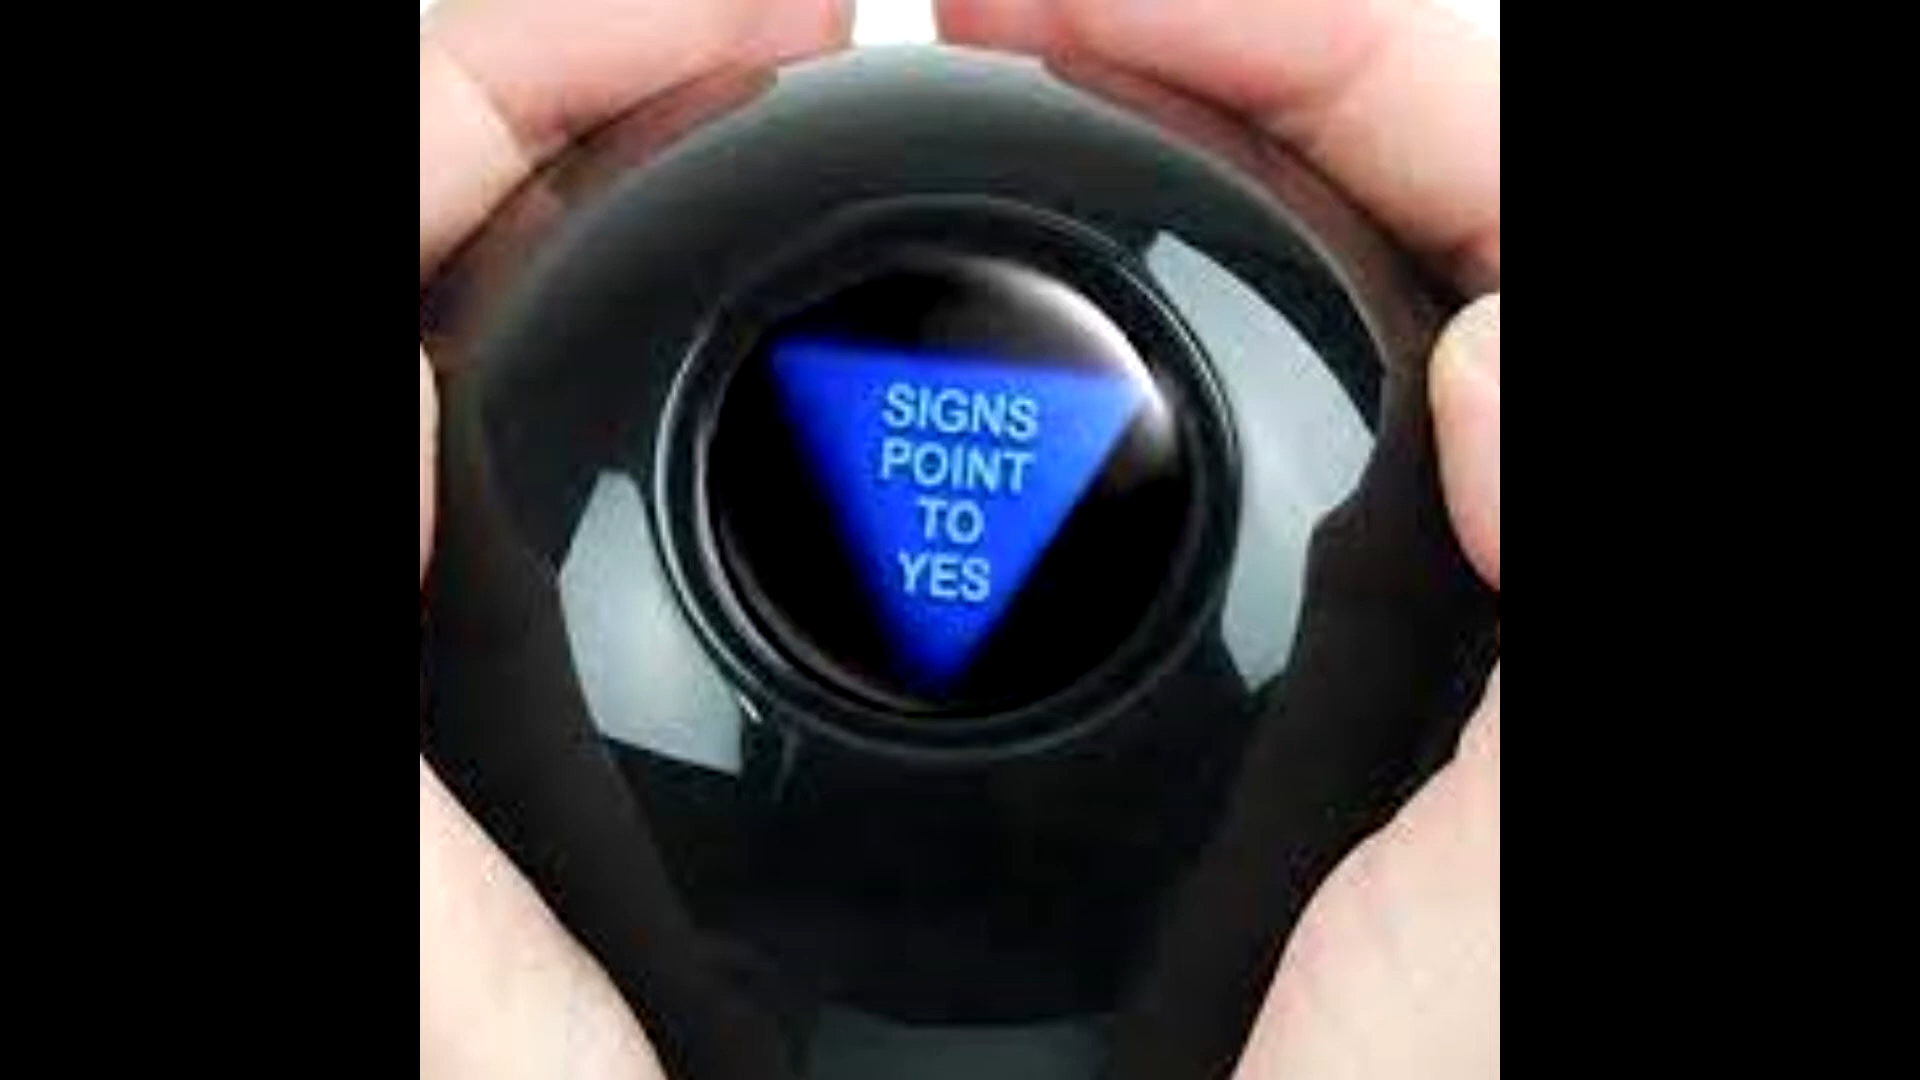 SIGNS
POINT
TO
YES